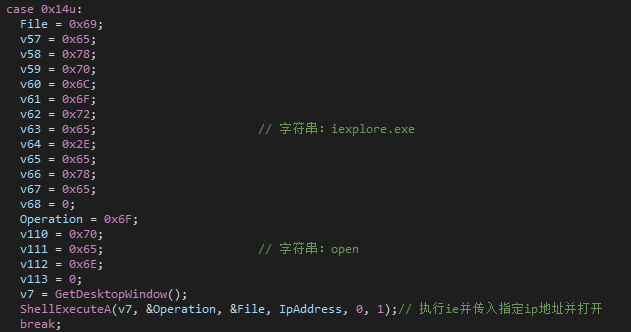 case 0x14u:
File = 0x69;
v57 = 0x65;
v58 = 0x78;
v59 = 0x70;
v60 = 0x6C;
v61 = 0x6F;
v62 = 0x72;
v63 = 0x65; // 字符串: iexplore.exe
v64 = 0x2E;
v65 = 0x65;
v66 = 0x78;
v67 = 0x65;
v68 = 0;
Operation = 0x6F;
v110 = 0x70;
v111 = 0x65; // 字符串: open
v112 = 0x6E;
v113 = 0;
v7 = GetDesktopWindow();
ShellExecuteA(v7, &Operation, &File, IpAddress, 0, 1);// 执行ie并传入指定ip地址并打开
break;